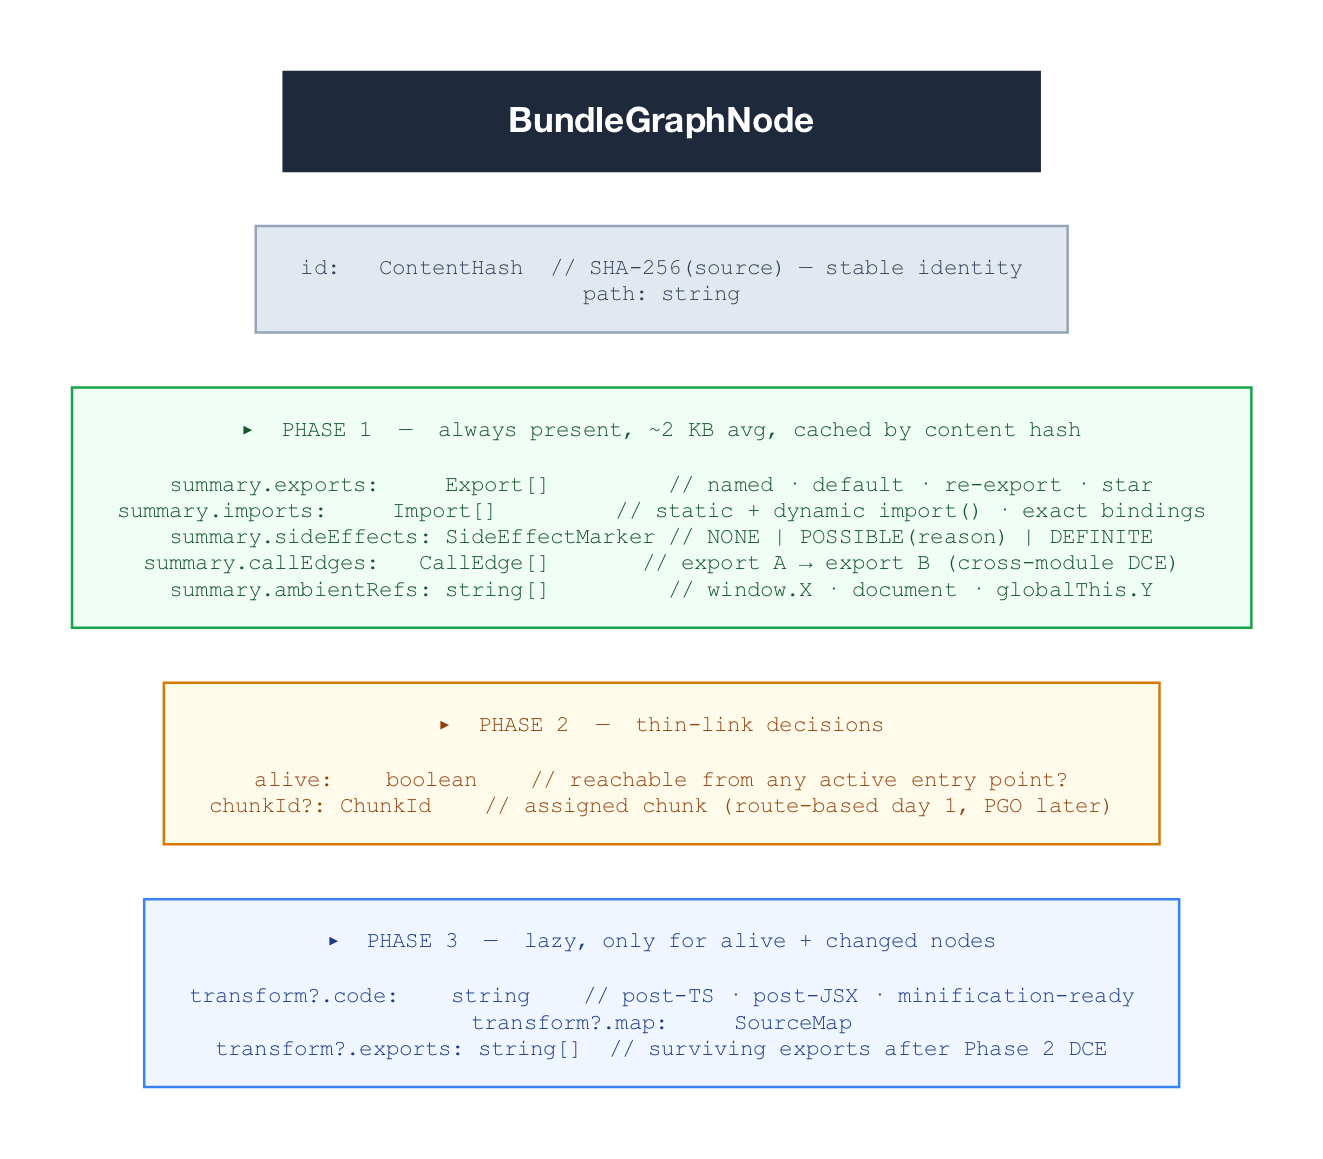 BundleGraphNode
id:   ContentHash  // SHA-256(source) — stable identity
path: string
▸  PHASE 1  —  always present, ~2 KB avg, cached by content hash
summary.exports:     Export[]         // named · default · re-export · star
summary.imports:     Import[]         // static + dynamic import() · exact bindings
summary.sideEffects: SideEffectMarker // NONE | POSSIBLE(reason) | DEFINITE
summary.callEdges:   CallEdge[]       // export A → export B (cross-module DCE)
summary.ambientRefs: string[]         // window.X · document · globalThis.Y
▸  PHASE 2  —  thin-link decisions
alive:    boolean    // reachable from any active entry point?
chunkId?: ChunkId    // assigned chunk (route-based day 1, PGO later)
▸  PHASE 3  —  lazy, only for alive + changed nodes
transform?.code:    string    // post-TS · post-JSX · minification-ready
transform?.map:     SourceMap
transform?.exports: string[]  // surviving exports after Phase 2 DCE